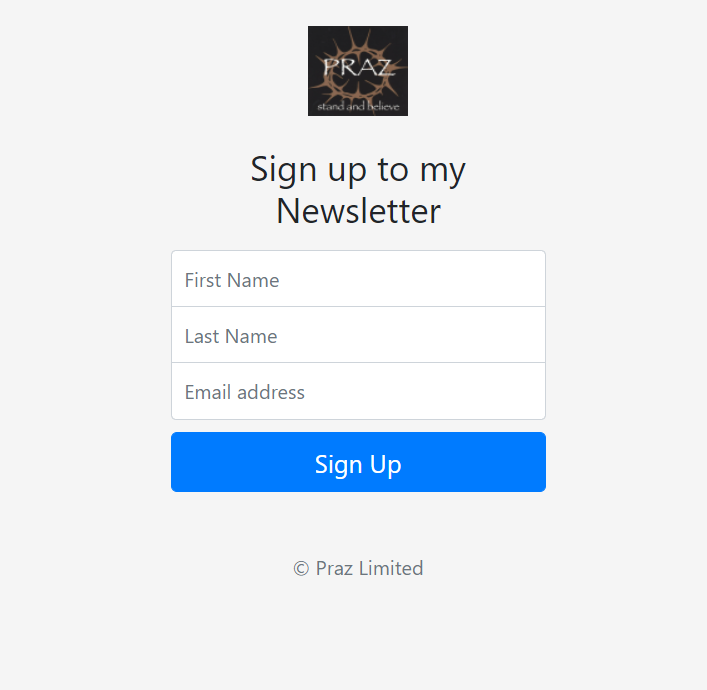 PRAZ
stand and believe
Sign up to my
Newsletter
First Name
Last Name
Email address
Sign Up
© Praz Limited